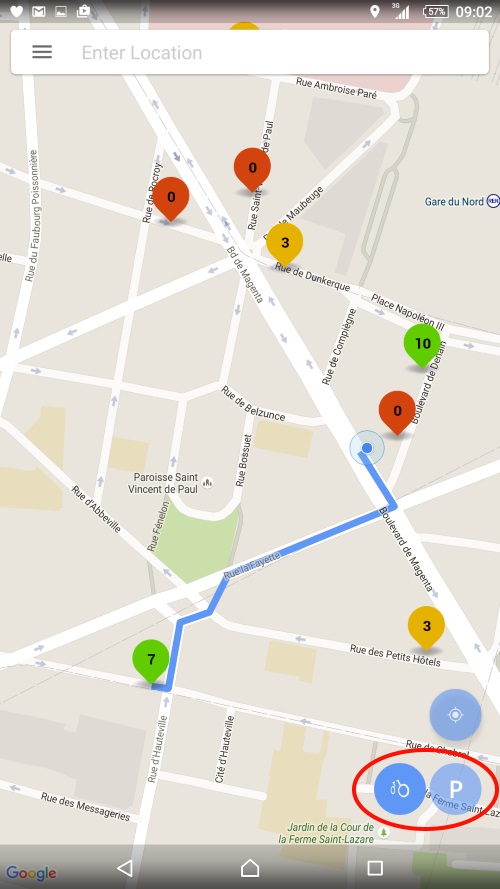 3G
57%
09:02
Enter Location
Rue Ambroise Paré
0
Rue Saint-
de Paul
0
Rue de Rocroy
Rue de Maubeuge
Gare du Nord
RER
Rue du Faubourg Poissonnière
3
Bd de Magenta
Rue de Dunkerque
elle
Place Napoléon III
10
Rue de Compiègne
Boulevard de Denain
0
Rue de Belzunce
Rue Bossuet
Paroisse Saint
Vincent de Paul
Rue d'Abbeville
Rue Fénelon
Boulevard de Magenta
Rue la Fayette
3
7
Rue des Petits Hôtels
Rue d'Hauteville
Cité d'Hauteville
Rue de Chabrol
P
la Ferme Saint-Laz
Rue des Messageries
Jardin de la Cour de
la Ferme Saint-Lazare
Google